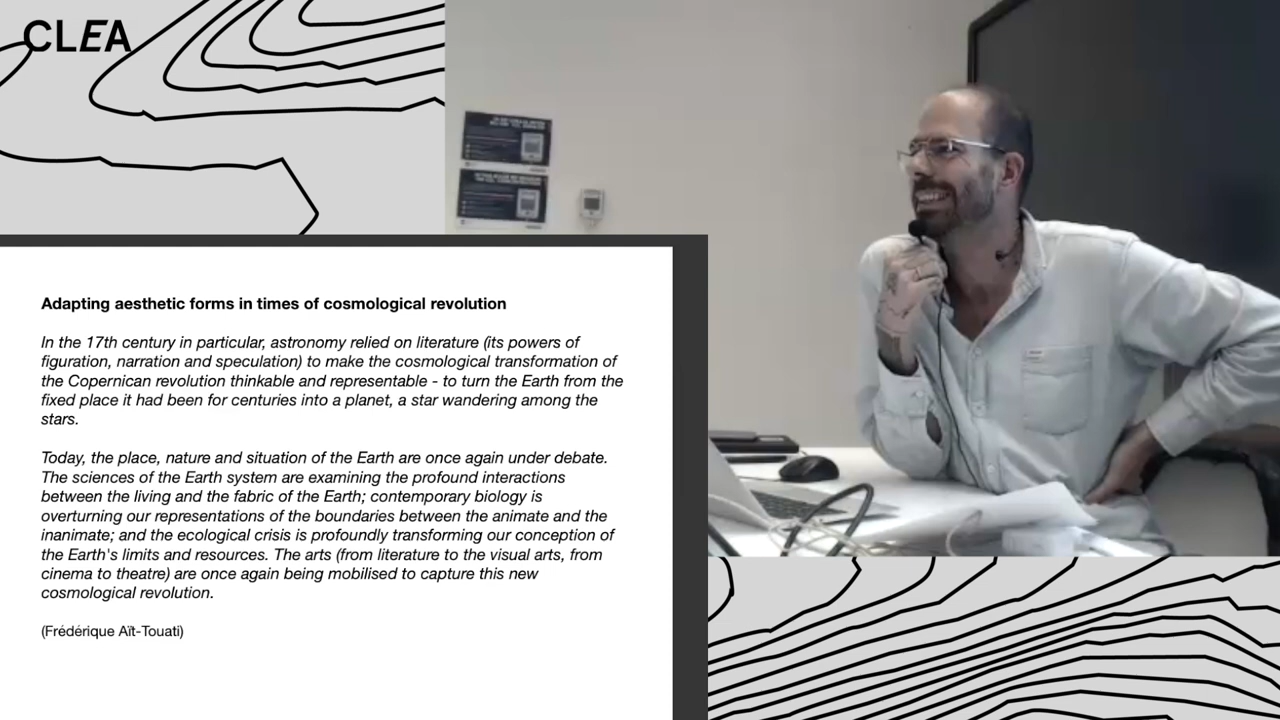 CLEA
Adapting aesthetic forms in times of cosmological revolution
In the 17th century in particular, astronomy relied on literature (its powers of
figuration, narration and speculation) to make the cosmological transformation of
the Copernican revolution thinkable and representable - to turn the Earth from the
fixed place it had been for centuries into a planet, a star wandering among the
stars.
Today, the place, nature and situation of the Earth are once again under debate.
The sciences of the Earth system are examining the profound interactions
between the living and the fabric of the Earth; contemporary biology is
overturning our representations of the boundaries between the animate and the
inanimate; and the ecological crisis is profoundly transforming our conception of
the Earth's limits and resources. The arts (from literature to the visual arts, from
cinema to theatre) are once again being mobilised to capture this new
cosmological revolution.
(Frédérique Aït-Touati)